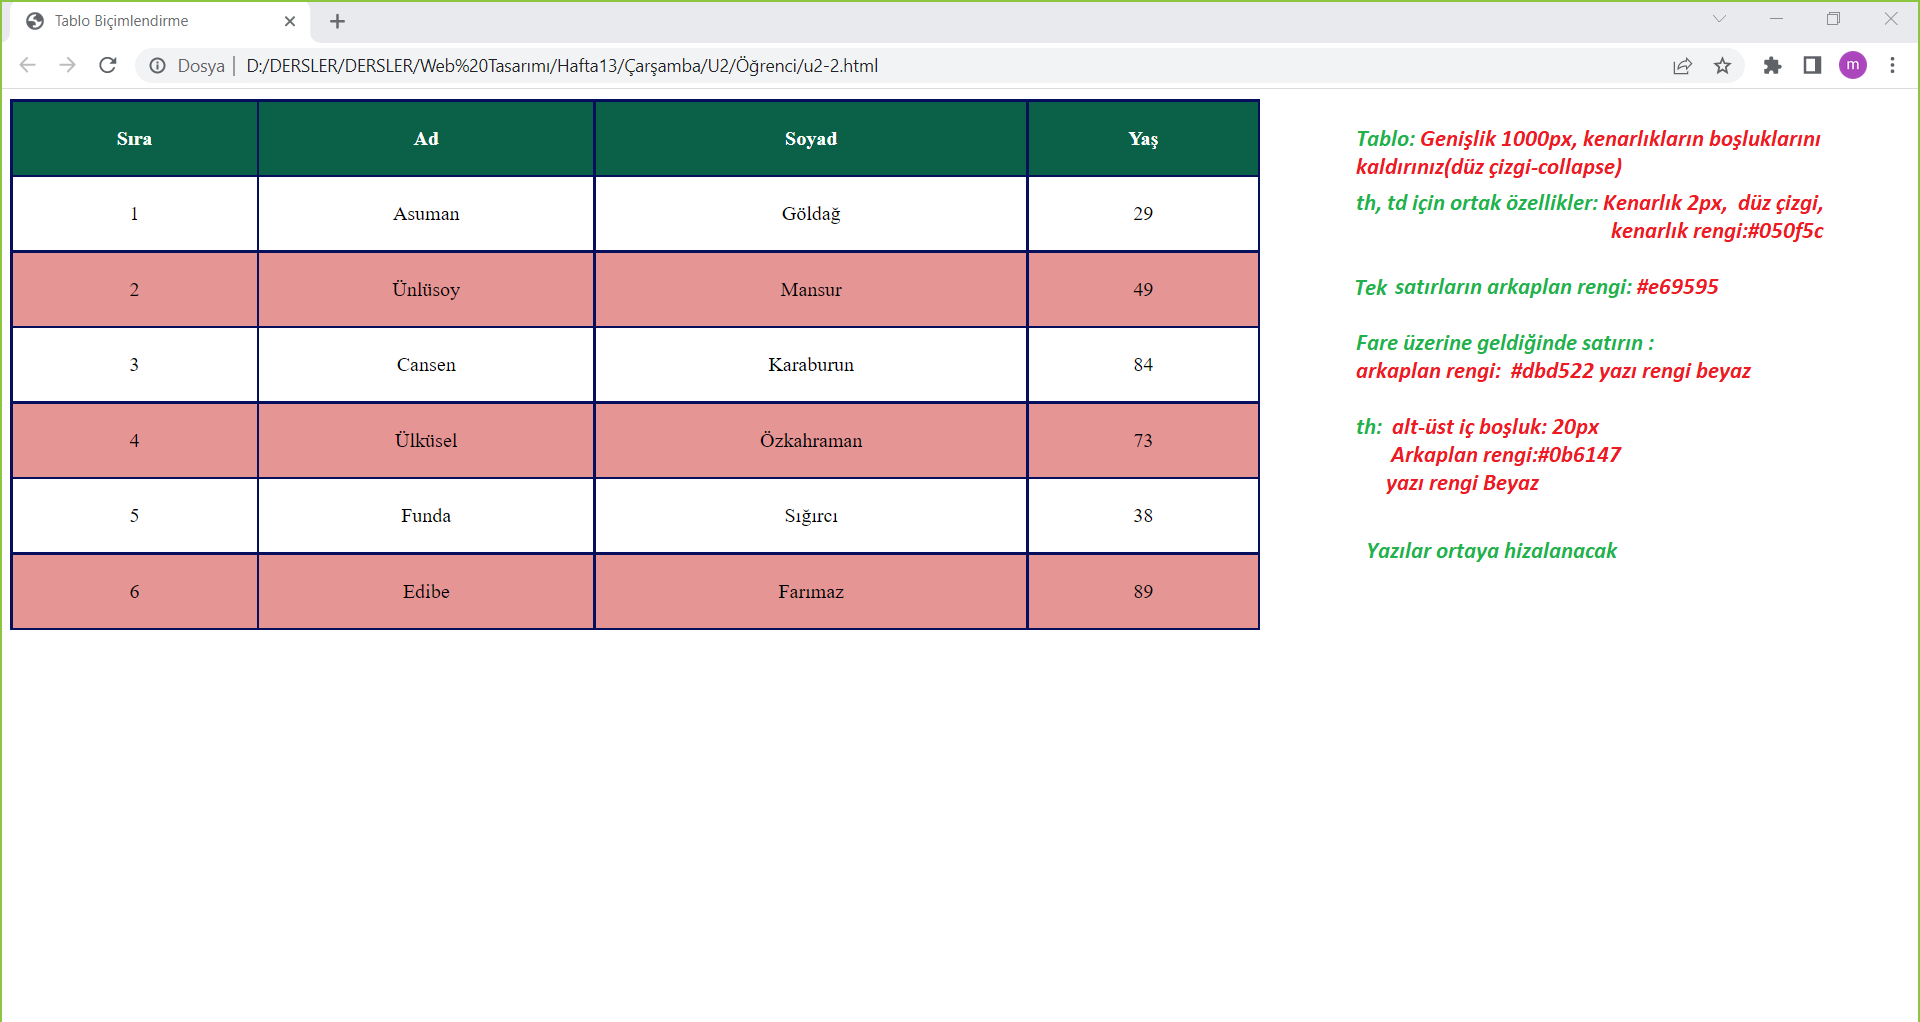 Tablo Biçimlendirme
Dosya | D:/DERSLER/DERSLER/Web%20Tasarımı/Hafta13/Çarşamba/U2/Öğrenci/u2-2.html
m
Sıra Ad Soyad Yaş
1 Asuman Göldağ 29
2 Ünlüsoy Mansur 49
3 Cansen Karaburun 84
4 Ülküsel Özkahraman 73
5 Funda Sığırcı 38
6 Edibe Farımaz 89
Tablo: Genişlik 1000px, kenarlıkların boşluklarını
kaldırınız(düz çizgi-collapse)
th, td için ortak özellikler: Kenarlık 2px, düz çizgi,
kenarlık rengi:#050f5c
Tek satırların arkaplan rengi: #e69595
Fare üzerine geldiğinde satırın :
arkaplan rengi: #dbd522 yazı rengi beyaz
th: alt-üst iç boşluk: 20px
Arkaplan rengi:#0b6147
yazı rengi Beyaz
Yazılar ortaya hizalanacak